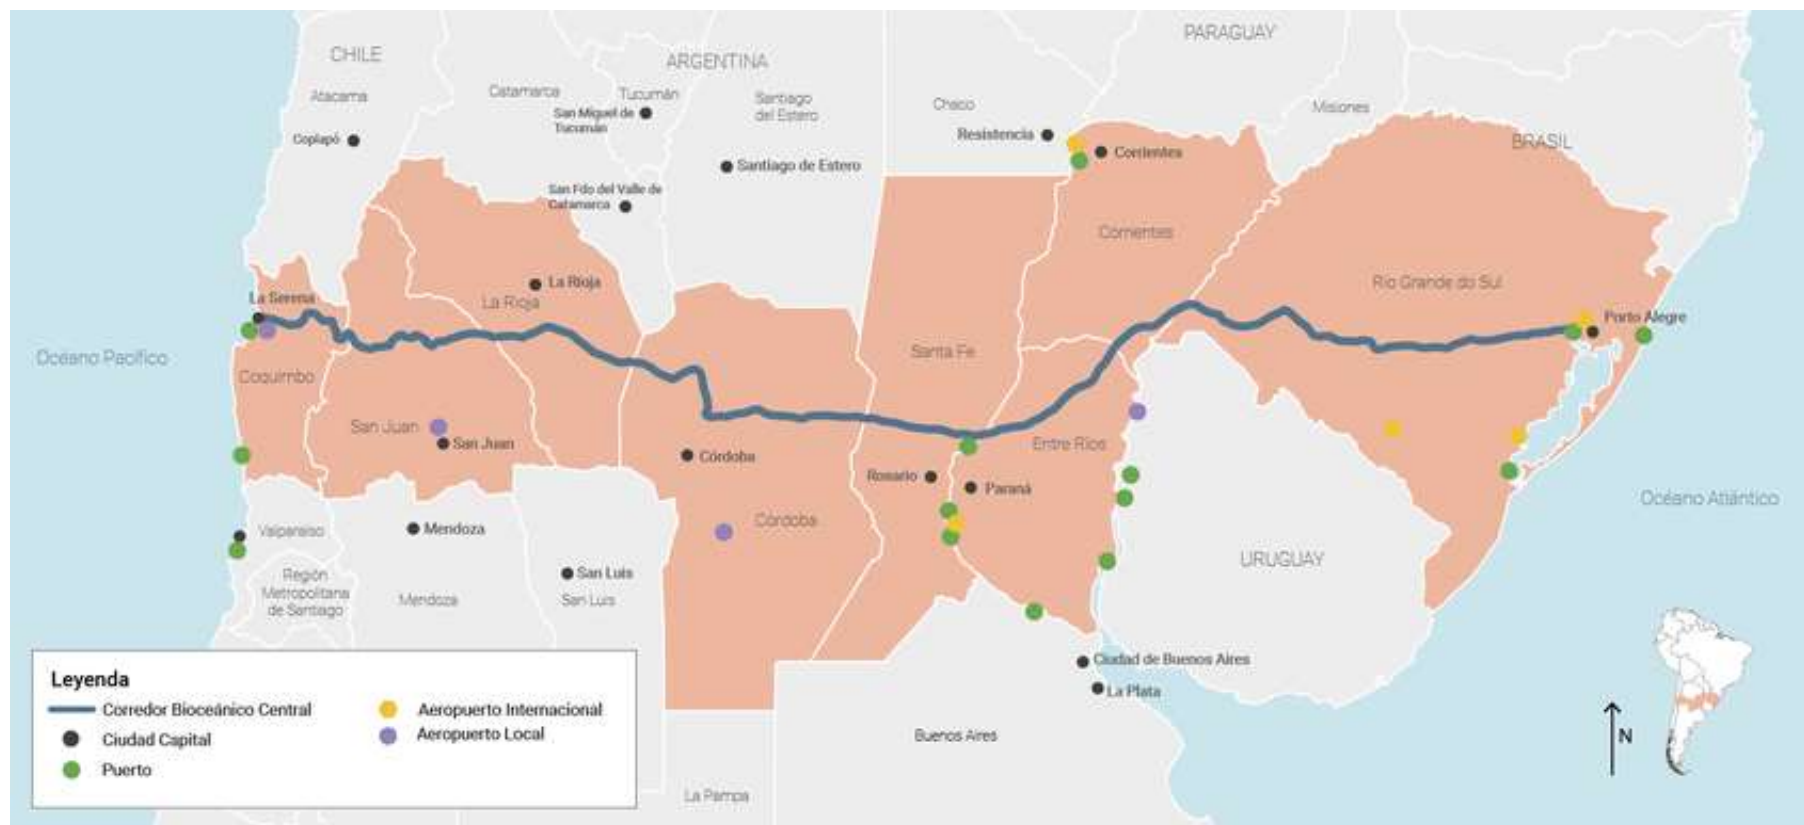 CHILE
Atacama
Copiapó
Catamarca
ARGENTINA
Tucumán
San Miguel de
Tucumán
Santiago
del Estero
Santiago de Estero
San Fdo del Valle de
Catamarca
Chaco
Resistencia
Corrientes
PARAGUAY
Misiones
BRASIL
La Serena
La Rioja
La Rioja
Corrientes
Rio Grande do Sul
Porto Alegre
Océano Pacífico
Coquimbo
Santa Fe
San Juan
San Juan
Córdoba
Entre Ríos
Rosario
Paraná
Córdoba
Océano Atlántico
Valparaiso
Mendoza
URUGUAY
Región
Metropolitana
de Santiago
Mendoza
San Luis
San Luis
Ciudad de Buenos Aires
La Plata
Buenos Aires
La Pampa
Leyenda
Corredor Bioceánico Central
Ciudad Capital
Puerto
Aeropuerto Internacional
Aeropuerto Local
N